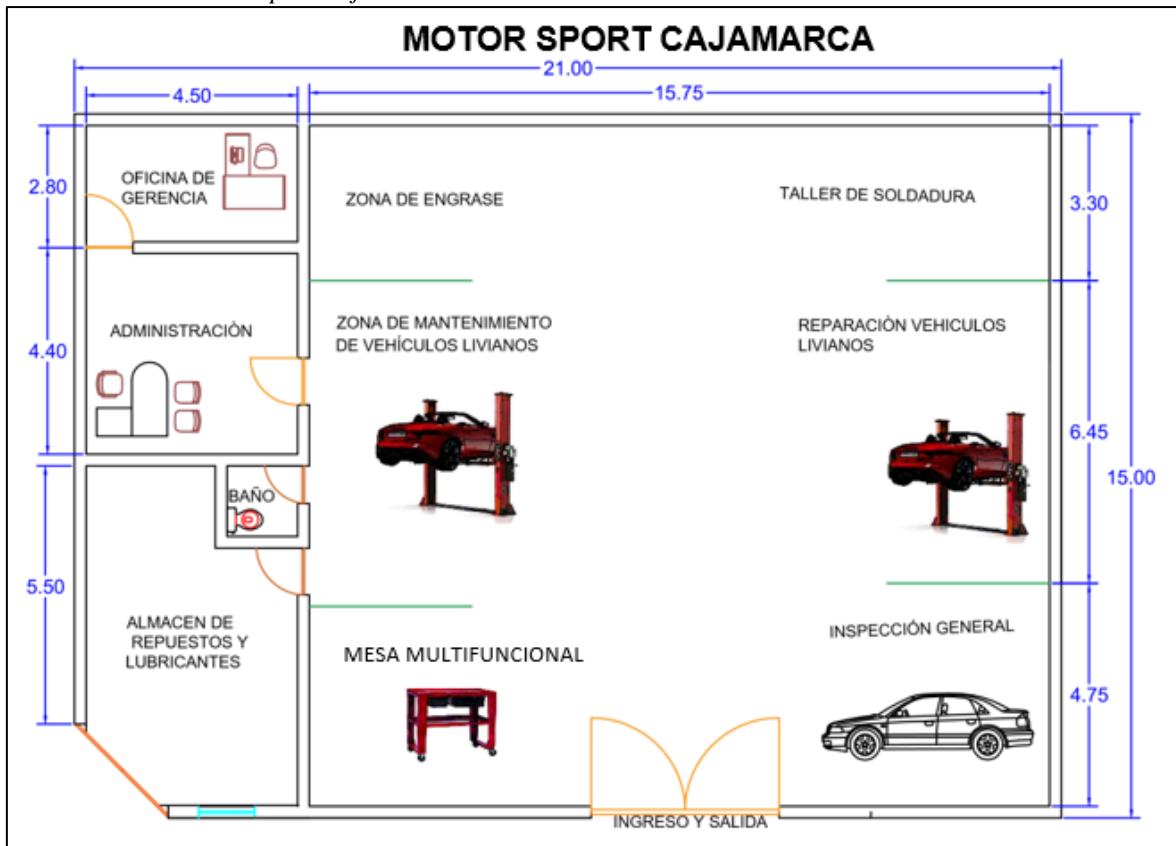 MOTOR SPORT CAJAMARCA
21.00
4.50
15.75
2.80
OFICINA DE
GERENCIA
ZONA DE ENGRASE
TALLER DE SOLDADURA
3.30
ADMINISTRACIÒN
4.40
ZONA DE MANTENIMIENTO
DE VEHÍCULOS LIVIANOS
REPARACIÒN VEHICULOS
LIVIANOS
6.45
15.00
BAÑO
5.50
ALMACEN DE
REPUESTOS Y
LUBRICANTES
MESA MULTIFUNCIONAL
INSPECCIÓN GENERAL
4.75
INGRESO Y SALIDA